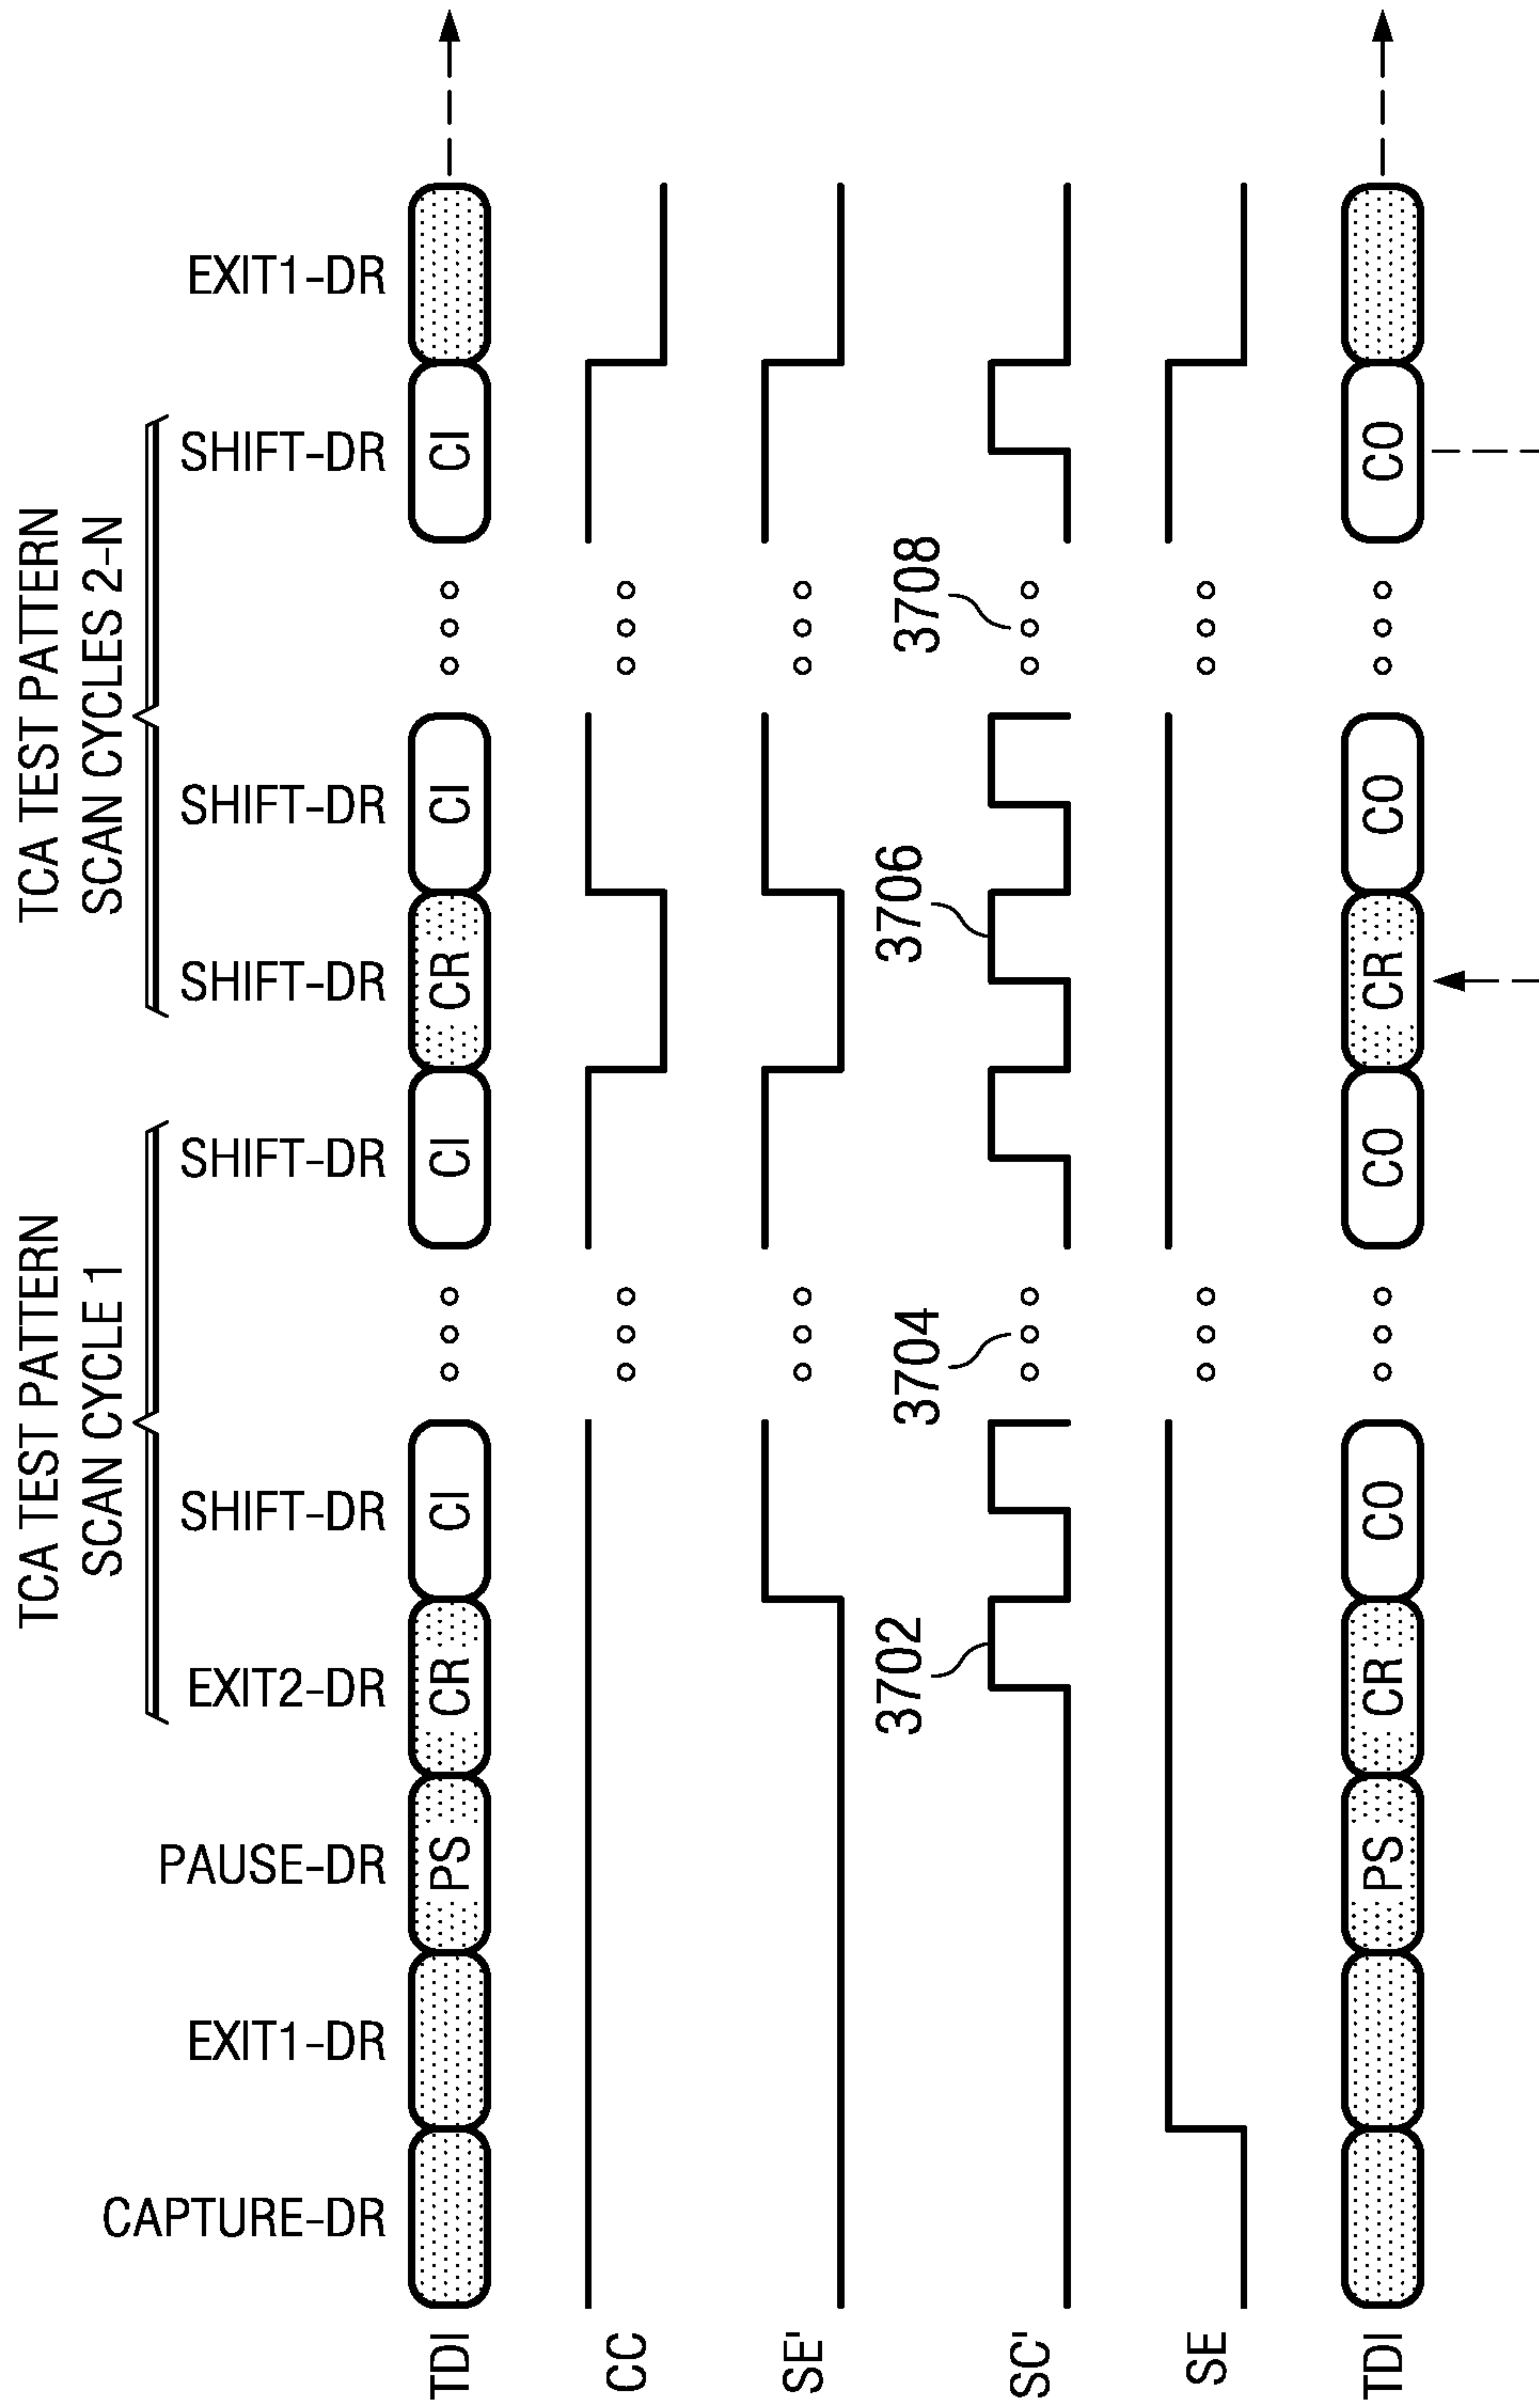 TCA TEST PATTERN
SCAN CYCLE 1
TCA TEST PATTERN
SCAN CYCLES 2-N
CAPTURE-DR EXIT1-DR PAUSE-DR EXIT2-DR SHIFT-DR SHIFT-DR SHIFT-DR SHIFT-DR SHIFT-DR EXIT1-DR
TDI PS CR CI CI CR CI CI
CC
SE'
3702 3704 3706 3708
SC'
SE
TDI PS CR CO CO CR CO CO